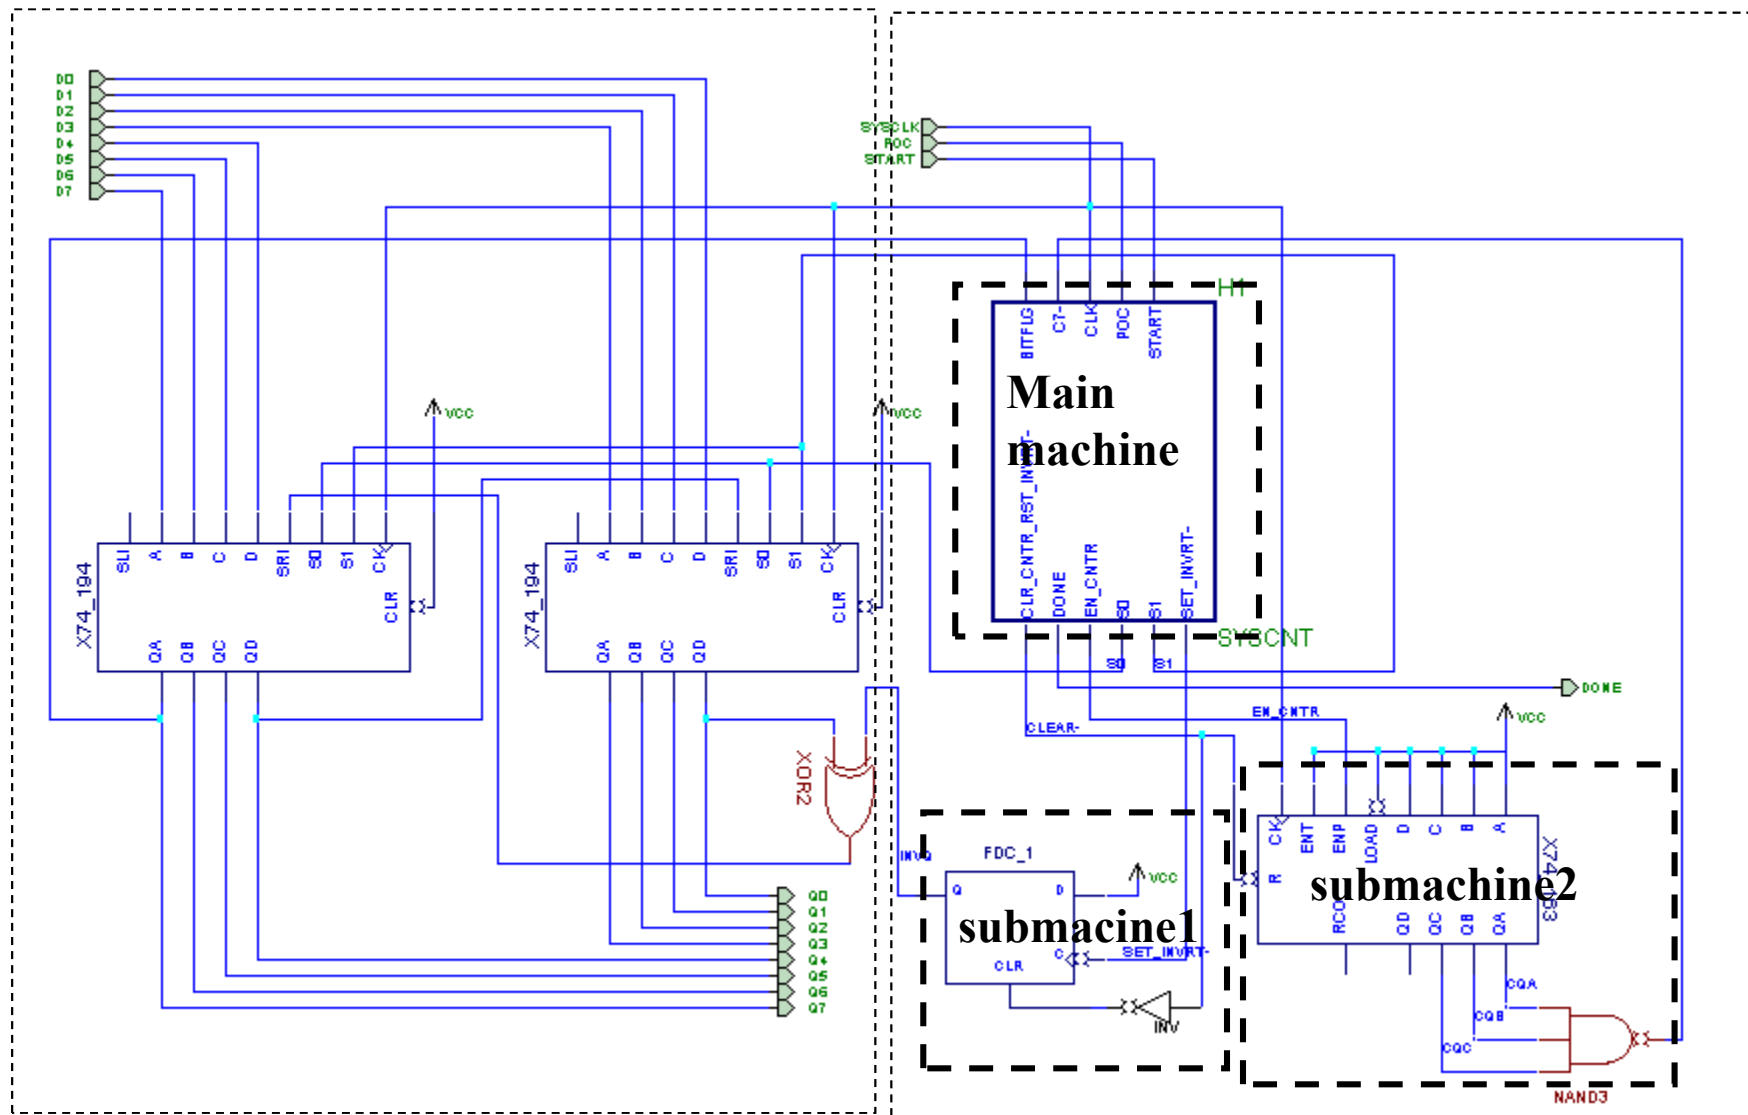 D0
D1
D2
D3
D4
D5
D6
D7
SYSCLK
POC
START
H1
BITFLG
C7-
CLK
POC
START
Main
machine
CLR_CNTR_RST_INVRT-
DONE
EN_CNTR
S0
S1
SET_INVRT-
SYSCNT
VCC
VCC
X74_194
SLI
A
B
C
D
SRI
S0
S1
CK
CLR
QA
QB
QC
QD
X74_194
SLI
A
B
C
D
SRI
S0
S1
CK
CLR
QA
QB
QC
QD
S0
S1
DONE
EN_CNTR
VCC
CLEAR-
XOR2
INVQ
FDC_1
Q
D
VCC
submacine1
C
SET_INVRT-
CLR
INV
CK
ENT
ENP
LOAD
D
C
B
A
R
submachine2
RCO
QD
QC
QB
QA
CQA
CQB
CQC
NAND3
Q0
Q1
Q2
Q3
Q4
Q5
Q6
Q7